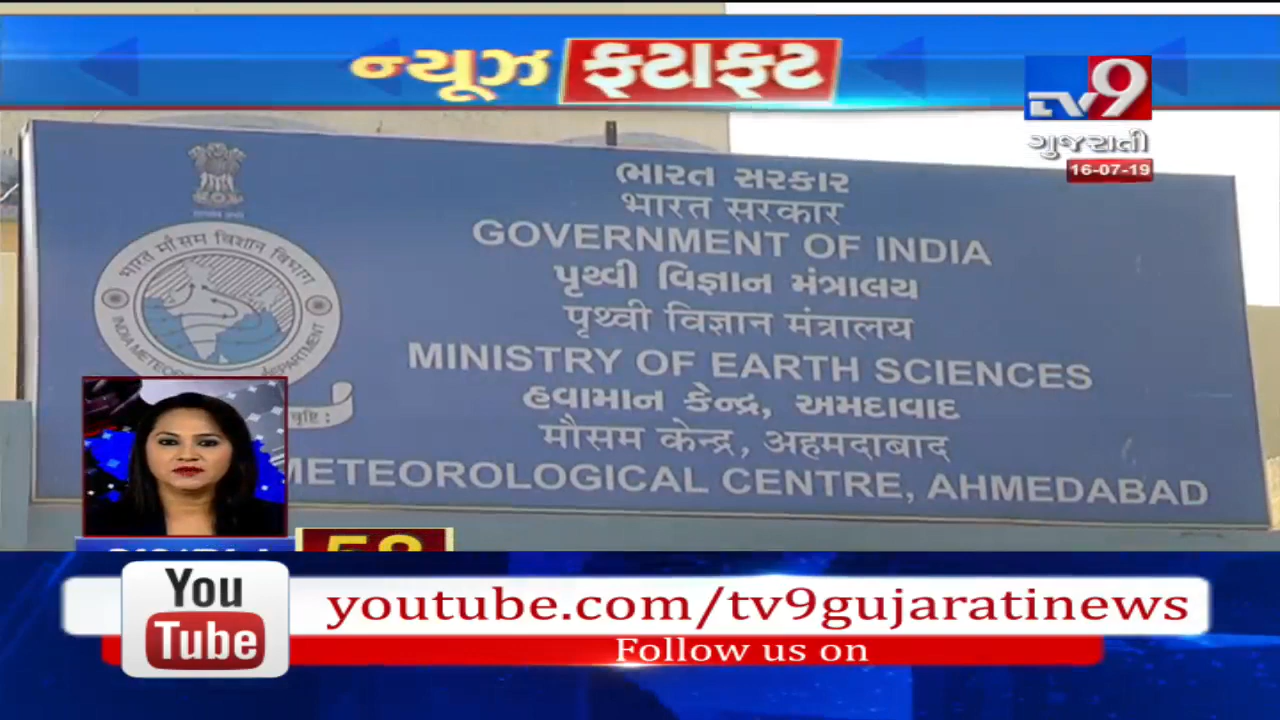 ન્યૂઝ ફટાફટ
TV9
ગુજરાતી
16-07-19
ભારત સરકાર
भारत सरकार
GOVERNMENT OF INDIA
પૃથ્વી વિજ્ઞાન મંત્રાલય
पृथ्वी विज्ञान मंत्रालय
MINISTRY OF EARTH SCIENCES
હવામાન કેન્દ્ર, અમદાવાદ
मौसम केन्द्र, अहमदाबाद
METEOROLOGICAL CENTRE, AHMEDABAD
भारत मौसम विज्ञान विभाग
INDIA DEPARTMENT
58
You
Tube
youtube.com/tv9gujaratinews
Follow us on